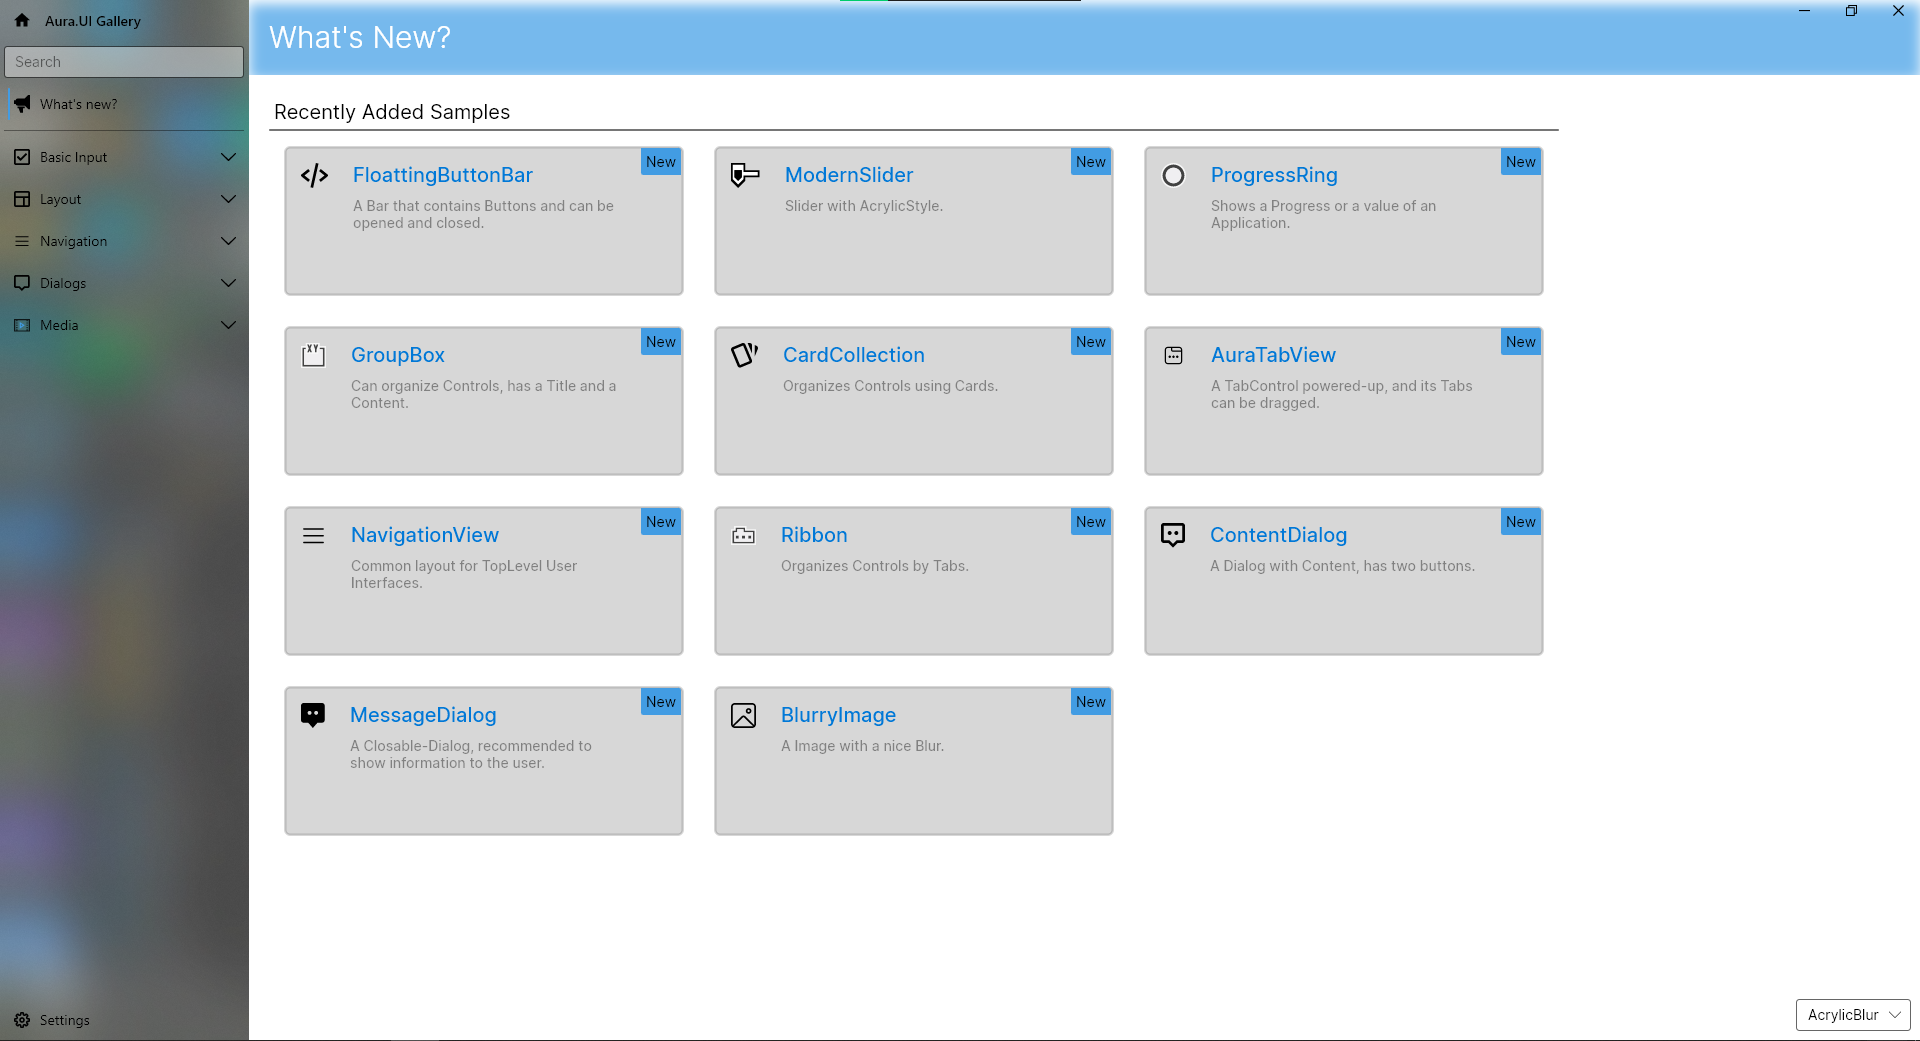 Aura.UI Gallery
Search
What's new?
Basic Input
Layout
Navigation
Dialogs
Media
Settings
What's New?
Recently Added Samples
FloattingButtonBar
New
A Bar that contains Buttons and can be
opened and closed.
ModernSlider
New
Slider with AcrylicStyle.
ProgressRing
New
Shows a Progress or a value of an
Application.
GroupBox
New
Can organize Controls, has a Title and a
Content.
CardCollection
New
Organizes Controls using Cards.
AuraTabView
New
A TabControl powered-up, and its Tabs
can be dragged.
NavigationView
New
Common layout for TopLevel User
Interfaces.
Ribbon
New
Organizes Controls by Tabs.
ContentDialog
New
A Dialog with Content, has two buttons.
MessageDialog
New
A Closable-Dialog, recommended to
show information to the user.
BlurryImage
New
A Image with a nice Blur.
AcrylicBlur